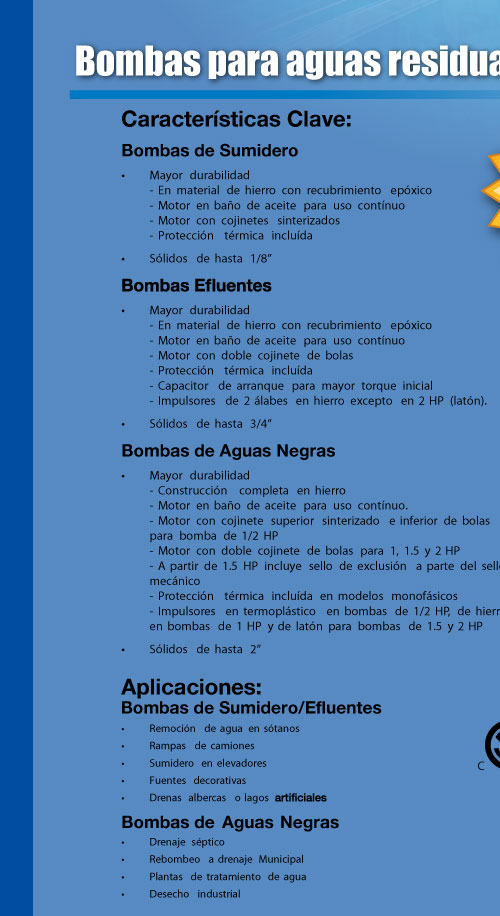 Bombas para aguas residua
Características Clave:
Bombas de Sumidero
• Mayor durabilidad
- En material de hierro con recubrimiento epóxico
- Motor en baño de aceite para uso contínuo
- Motor con cojinetes sinterizados
- Protección térmica incluída
• Sólidos de hasta 1/8”
Bombas Efluentes
• Mayor durabilidad
- En material de hierro con recubrimiento epóxico
- Motor en baño de aceite para uso contínuo
- Motor con doble cojinete de bolas
- Protección térmica incluída
- Capacitor de arranque para mayor torque inicial
- Impulsores de 2 álabes en hierro excepto en 2 HP (latón).
• Sólidos de hasta 3/4”
Bombas de Aguas Negras
• Mayor durabilidad
- Construcción completa en hierro
- Motor en baño de aceite para uso contínuo.
- Motor con cojinete superior sinterizado e inferior de bolas
para bomba de 1/2 HP
- Motor con doble cojinete de bolas para 1, 1.5 y 2 HP
- A partir de 1.5 HP incluye sello de exclusión a parte del sell
mecánico
- Protección térmica incluída en modelos monofásicos
- Impulsores en termoplástico en bombas de 1/2 HP, de hierr
en bombas de 1 HP y de latón para bombas de 1.5 y 2 HP
• Sólidos de hasta 2”
Aplicaciones:
Bombas de Sumidero/Efluentes
• Remoción de agua en sótanos
• Rampas de camiones
• Sumidero en elevadores
• Fuentes decorativas
• Drenas albercas o lagos artificiales
C
Bombas de Aguas Negras
• Drenaje séptico
• Rebombeo a drenaje Municipal
• Plantas de tratamiento de agua
• Desecho industrial